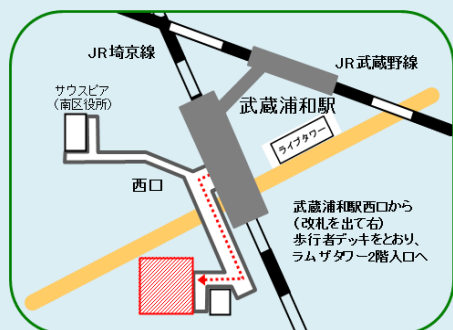 JR埼京線
JR武蔵野線
サウスピア
（南区役所）
武蔵浦和駅
ライブタワー
西口
武蔵浦和駅西口から
（改札を出て右）
歩行者デッキをとおり、
ラムザタワー2階入口へ